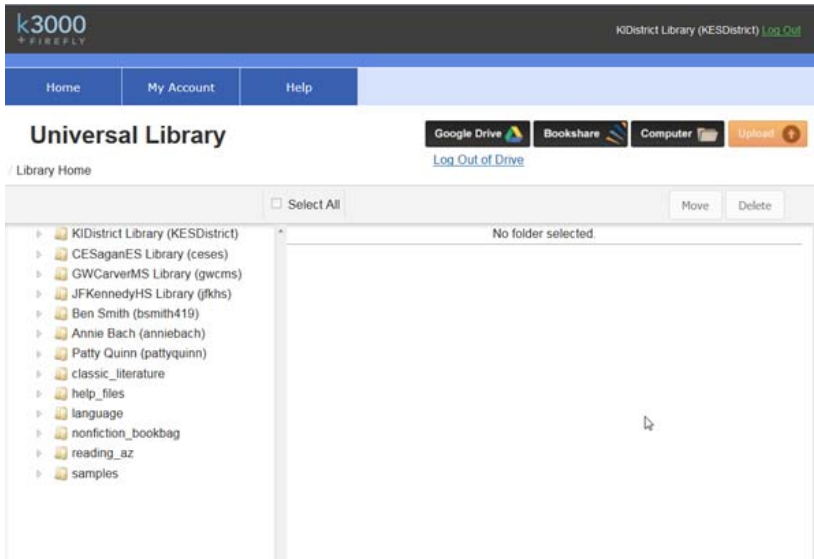 k3000
+FIREFLY
KIDistrict Library (KESDistrict) Log Out
Home My Account Help
Universal Library
Google Drive Bookshare Computer Upload
Log Out of Drive
/ Library Home
Select All Move Delete
KIDistrict Library (KESDistrict)
No folder selected.
CESaganES Library (ceses)
GWCarverMS Library (gwcms)
JFKennedyHS Library (jfkhs)
Ben Smith (bsmith419)
Annie Bach (anniebach)
Patty Quinn (pattyquinn)
classic_literature
help_files
language
nonfiction_bookbag
reading_az
samples